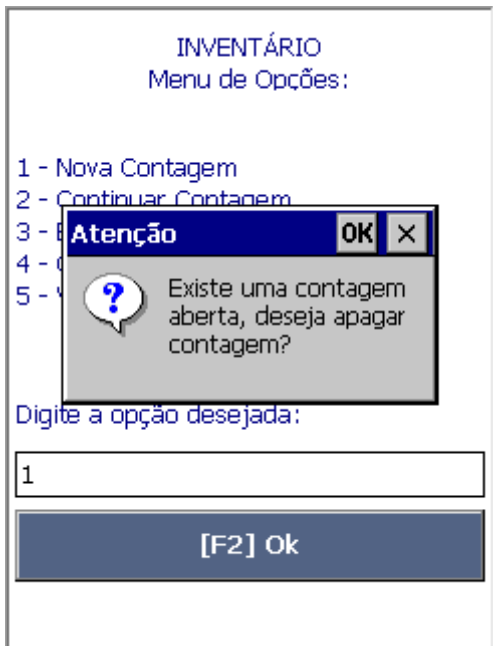 INVENTÁRIO
Menu de Opções:
1 - Nova Contagem
2 - Continuar Contagem
3 -
4 -
5 -
Atenção OK ×
Existe uma contagem
aberta, deseja apagar
contagem?
Digite a opção desejada:
1
[F2] Ok